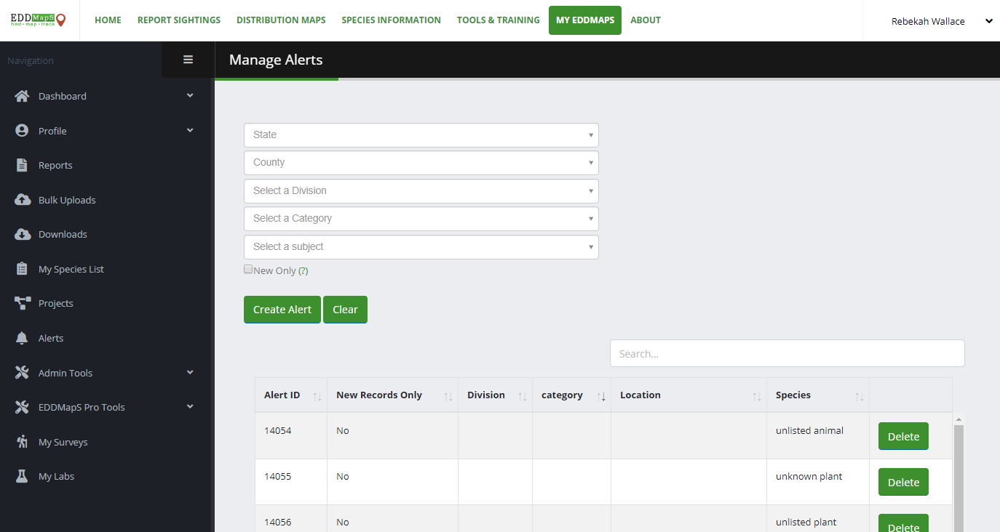 EDDMapS
find • map • track
HOME
REPORT SIGHTINGS
DISTRIBUTION MAPS
SPECIES INFORMATION
TOOLS & TRAINING
MY EDDMAPS
ABOUT
Rebekah Wallace
Navigation
Manage Alerts
Dashboard
Profile
Reports
Bulk Uploads
Downloads
My Species List
Projects
Alerts
Admin Tools
EDDMapS Pro Tools
My Surveys
My Labs
State
County
Select a Division
Select a Category
Select a subject
New Only (?)
Create Alert
Clear
Search...
Alert ID New Records Only Division category Location Species
14054 No unlisted animal Delete
14055 No unknown plant Delete
14056 No unlisted plant Delete